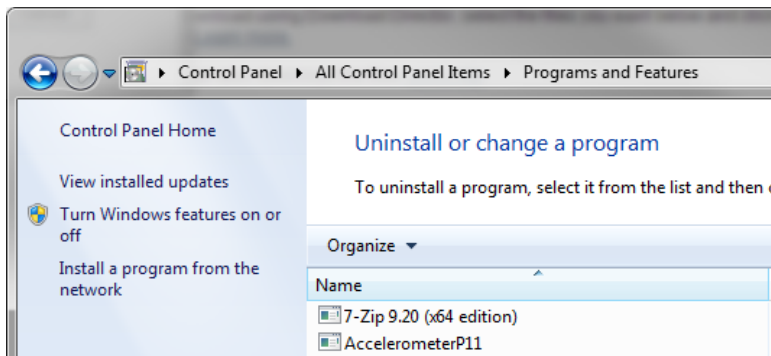 Control Panel ▸ All Control Panel Items ▸ Programs and Features
Control Panel Home
View installed updates
Turn Windows features on or
off
Install a program from the
network
Uninstall or change a program
To uninstall a program, select it from the list and then
Organize
Name
7-Zip 9.20 (x64 edition)
AccelerometerP11